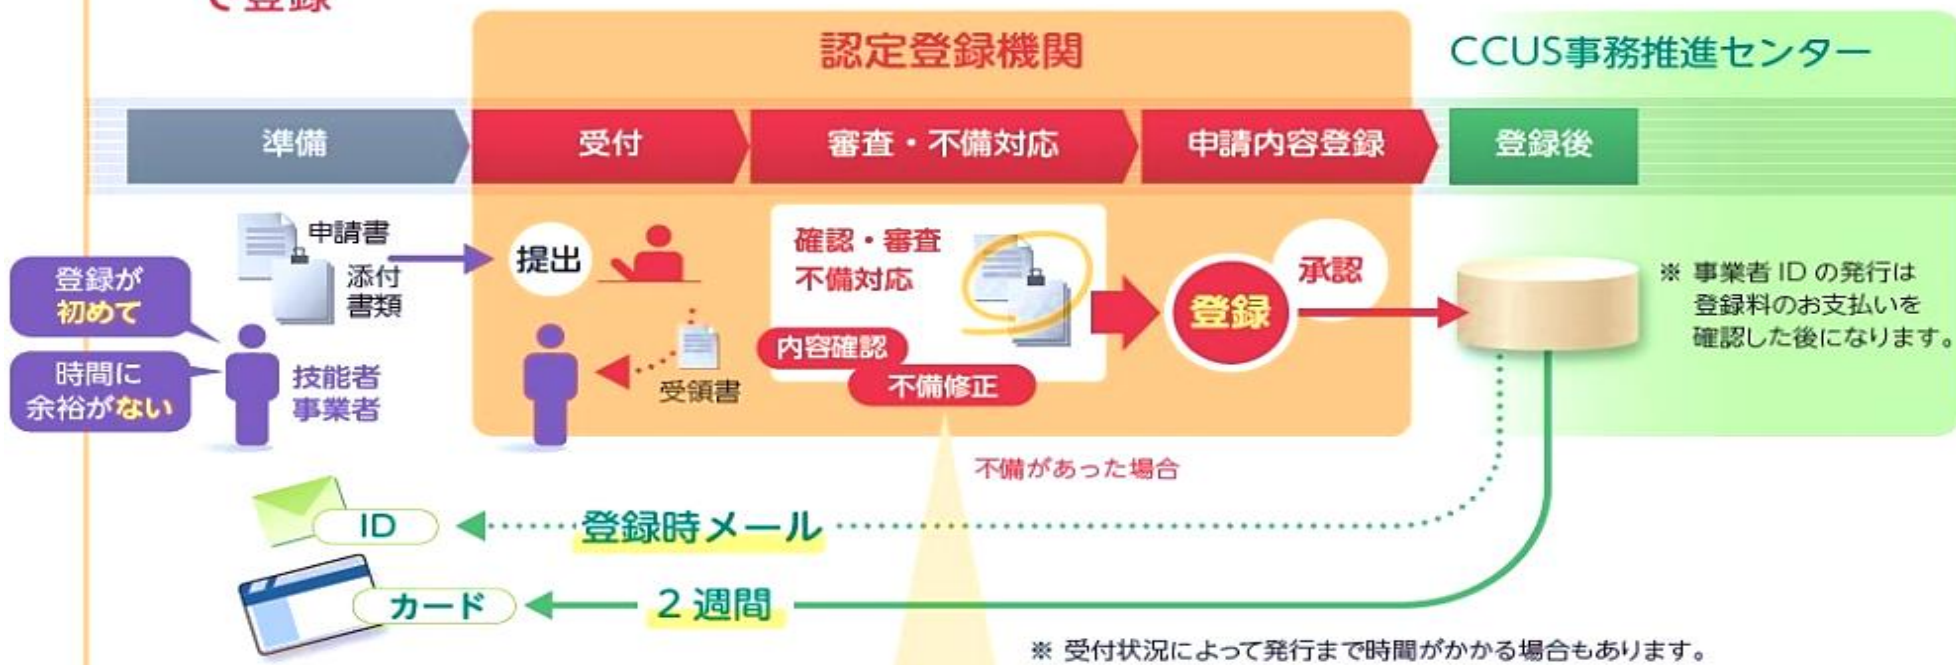 で登録
認定登録機関
CCUS事務推進センター
準備
受付
審査・不備対応
申請内容登録
登録後
申請書
添付
書類
登録が
初めて
時間に
余裕がない
技能者
事業者
提出
受領書
確認・審査
不備対応
内容確認
不備修正
登録
承認
※ 事業者 ID の発行は
登録料のお支払いを
確認した後になります。
不備があった場合
ID
登録時メール
カード
2 週間
※ 受付状況によって発行まで時間がかかる場合もあります。